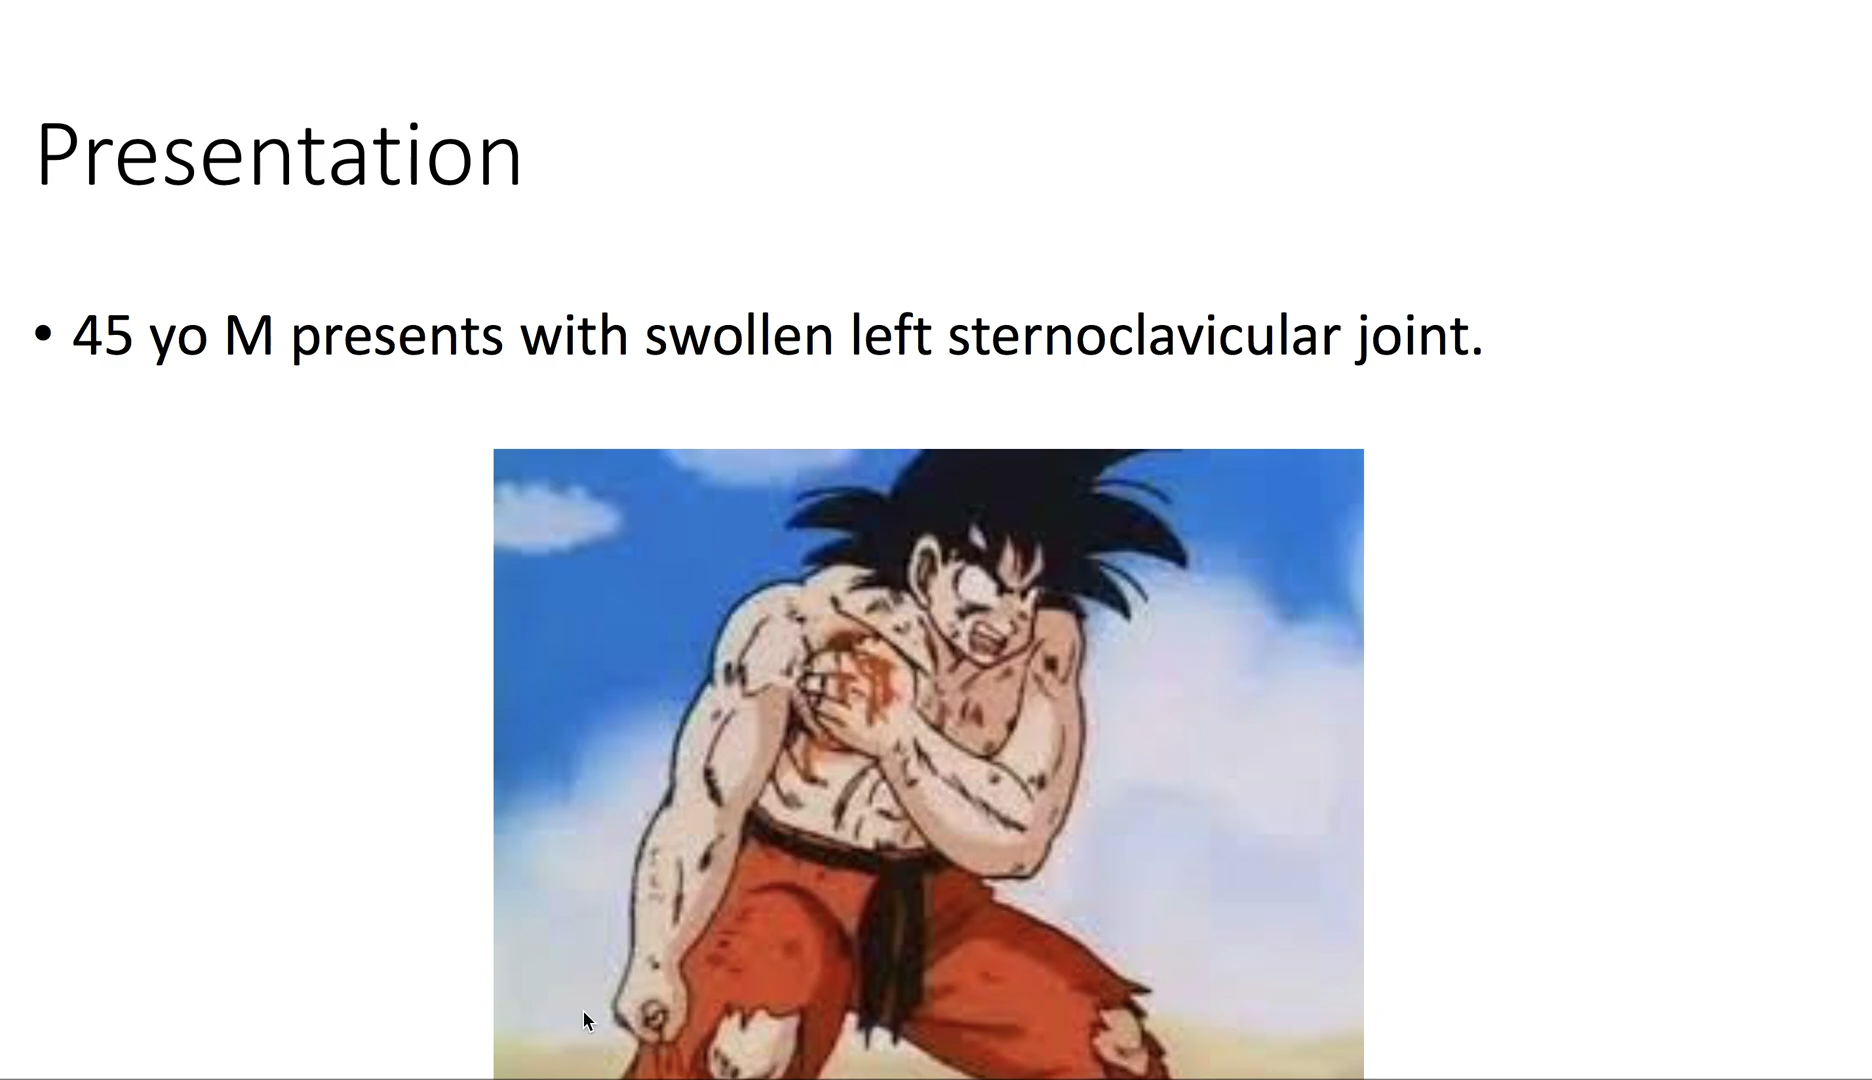 Presentation
• 45 yo M presents with swollen left sternoclavicular joint.